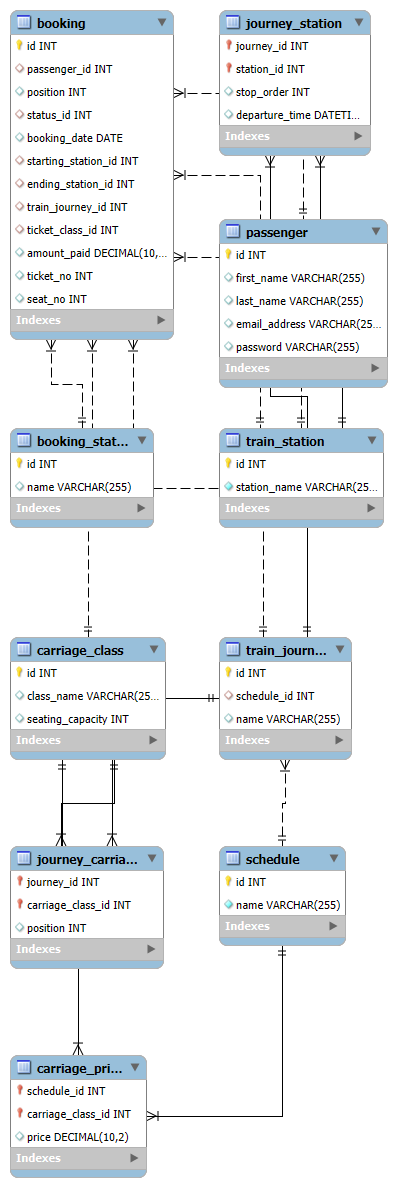 booking
id INT
passenger_id INT
position INT
status_id INT
booking_date DATE
starting_station_id INT
ending_station_id INT
train_journey_id INT
ticket_class_id INT
amount_paid DECIMAL(10,...
ticket_no INT
seat_no INT
Indexes
journey_station
journey_id INT
station_id INT
stop_order INT
departure_time DATETI...
Indexes
passenger
id INT
first_name VARCHAR(255)
last_name VARCHAR(255)
email_address VARCHAR(25...
password VARCHAR(255)
Indexes
booking_stat...
id INT
name VARCHAR(255)
Indexes
train_station
id INT
station_name VARCHAR(25...
Indexes
carriage_class
id INT
class_name VARCHAR(25...
seating_capacity INT
Indexes
train_journ...
id INT
schedule_id INT
name VARCHAR(255)
Indexes
journey_carria...
journey_id INT
carriage_class_id INT
position INT
Indexes
schedule
id INT
name VARCHAR(255)
Indexes
carriage_pri...
schedule_id INT
carriage_class_id INT
price DECIMAL(10,2)
Indexes